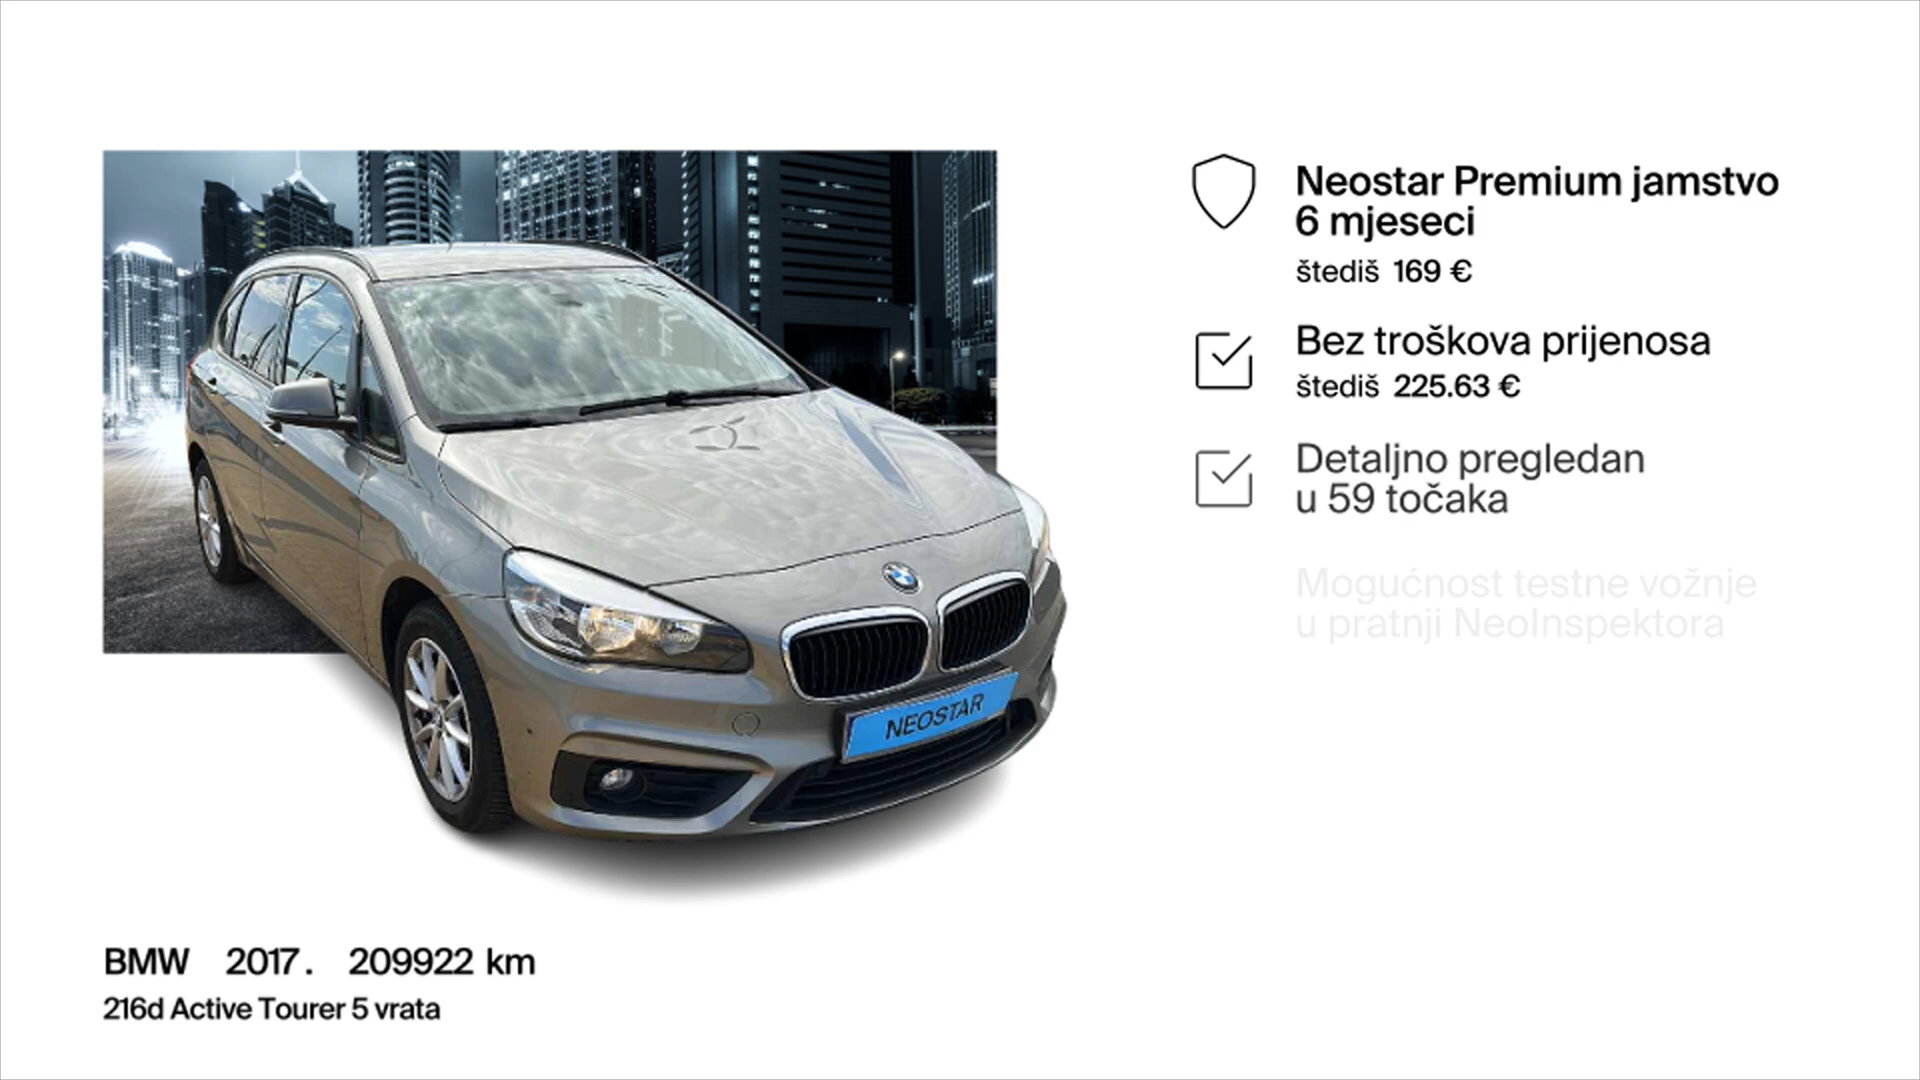 Neostar Premium jamstvo
6 mjeseci
štediš 169 €
Bez troškova prijenosa
štediš 225.63 €
Detaljno pregledan
u 59 točaka
Mogućnost testne vožnje
u pratnji NeoInspektora
NEOSTAR
BMW 2017. 209922 km
216d Active Tourer 5 vrata